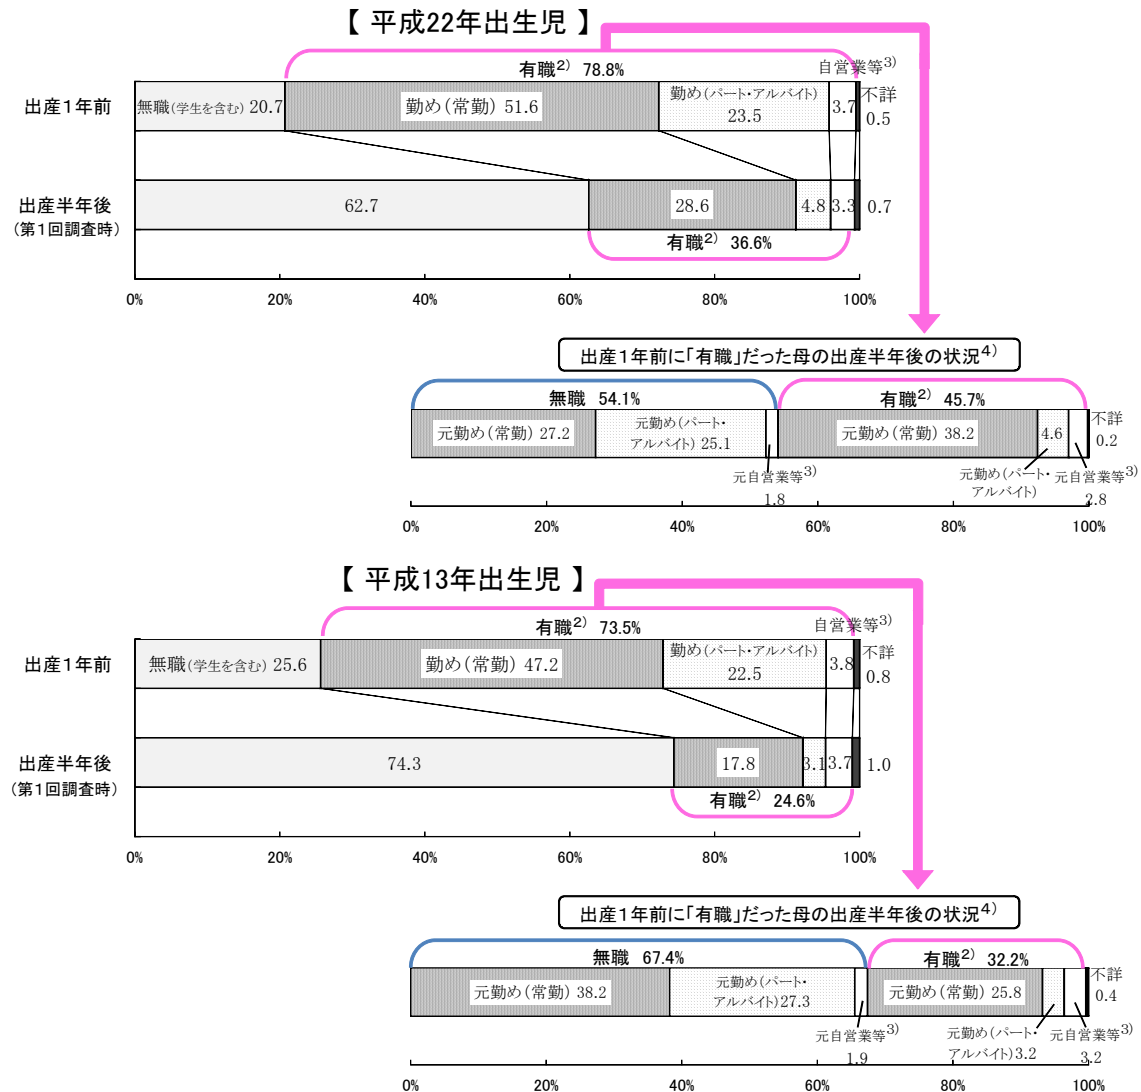 【 平成22年出生児 】
有職2) 78.8%
自営業等3)
出産1年前
無職(学生を含む) 20.7
勤め(常勤) 51.6
勤め(パート・アルバイト)
23.5
3.7
不詳
0.5
出産半年後
(第1回調査時)
62.7
28.6
4.8
3.3
0.7
有職2) 36.6%
0%
20%
40%
60%
80%
100%
出産1年前に「有職」だった母の出産半年後の状況4)
無職 54.1%
有職2) 45.7%
元勤め(常勤) 27.2
元勤め(パート・
アルバイト) 25.1
元勤め(常勤) 38.2
4.6
不詳
0.2
元自営業等3)
1.8
元勤め(パート・
アルバイト)
元自営業等3)
2.8
0%
20%
40%
60%
80%
100%
【 平成13年出生児 】
有職2) 73.5%
自営業等3)
出産1年前
無職(学生を含む) 25.6
勤め(常勤) 47.2
勤め(パート・アルバイト)
22.5
3.8
不詳
0.8
出産半年後
(第1回調査時)
74.3
17.8
3.1
3.7
1.0
有職2) 24.6%
0%
20%
40%
60%
80%
100%
出産1年前に「有職」だった母の出産半年後の状況4)
無職 67.4%
有職2) 32.2%
元勤め(常勤) 38.2
元勤め(パート・
アルバイト)27.3
元勤め(常勤) 25.8
不詳
0.4
元自営業等3)
1.9
元勤め(パート・
アルバイト)3.2
元自営業等3)
3.2
0%
20%
40%
60%
80%
100%